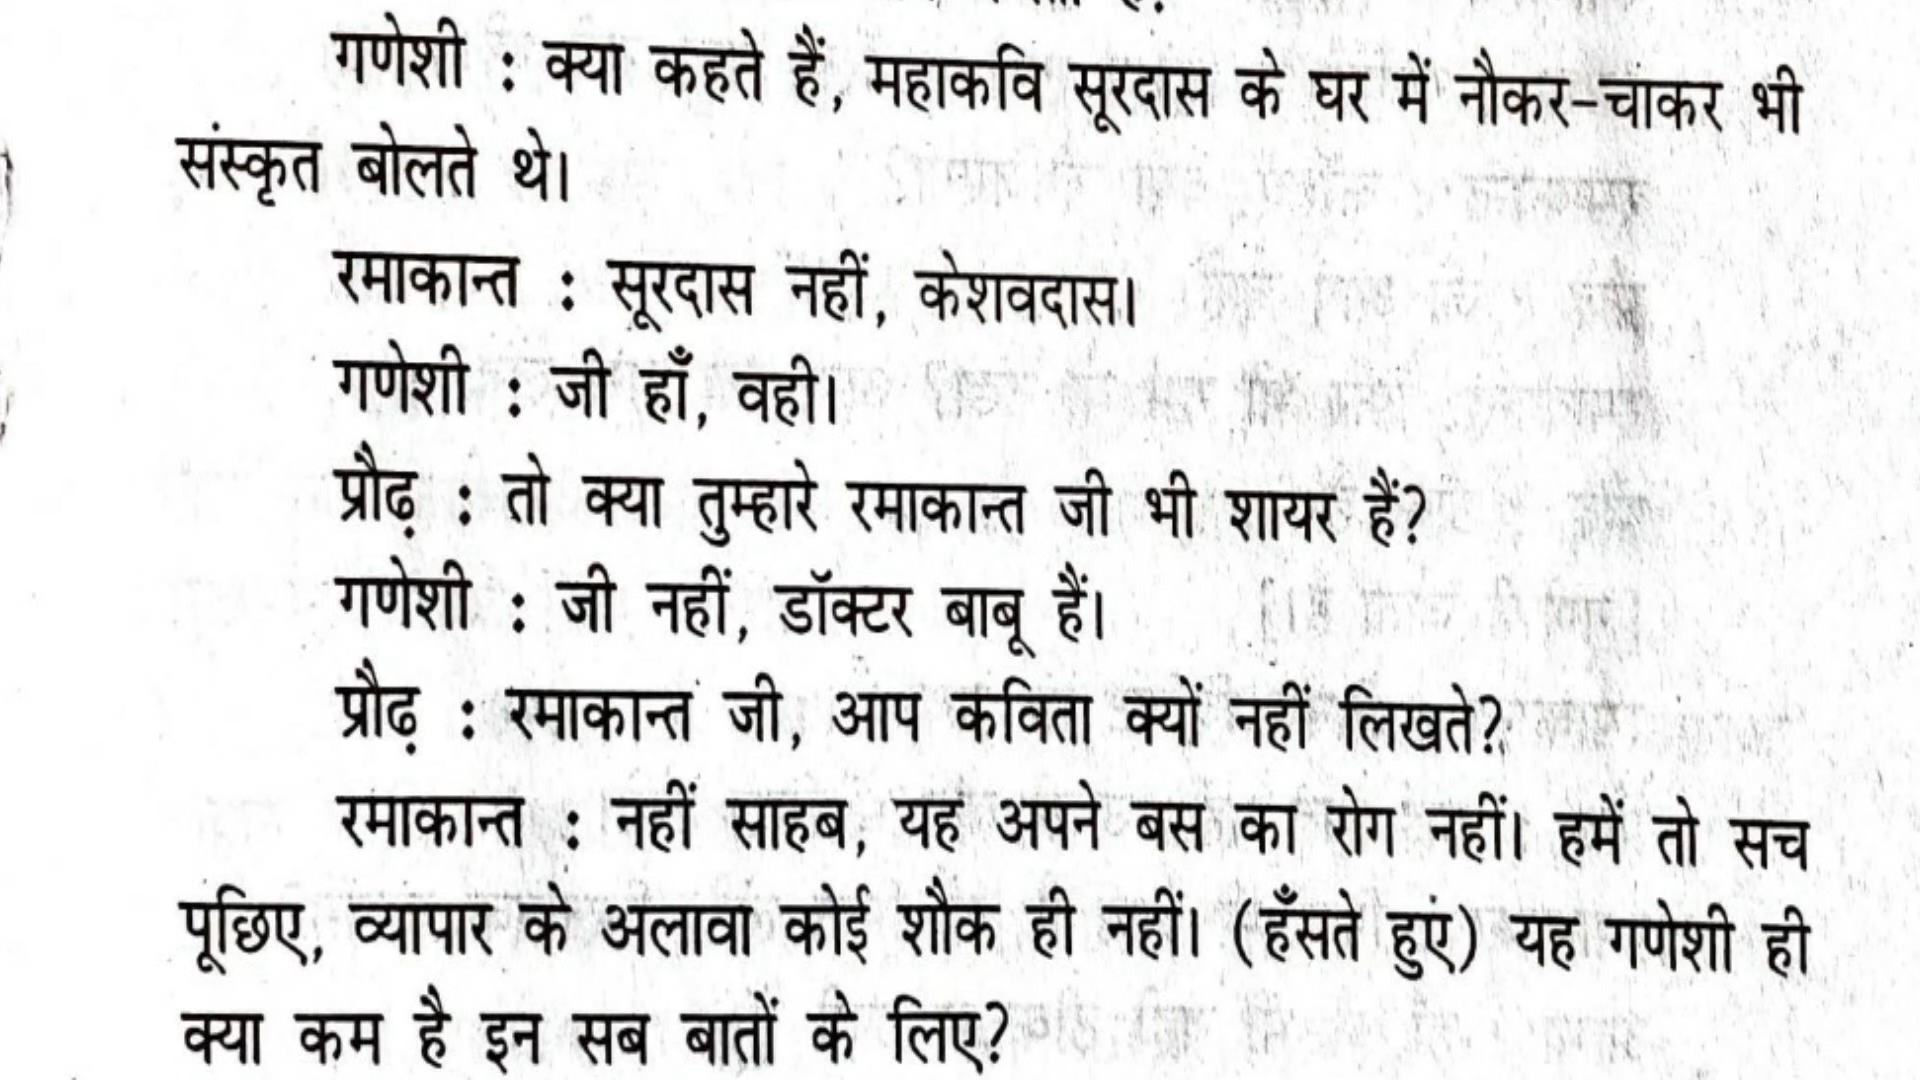 गणेशी : क्या कहते हैं, महाकवि सूरदास के घर में नौकर-चाकर भी
संस्कृत बोलते थे।
रमाकान्त : सूरदास नहीं, केशवदास।
गणेशी : जी हाँ, वही।
प्रौढ़ : तो क्या तुम्हारे रमाकान्त जी भी शायर हैं?
गणेशी : जी नहीं, डॉक्टर बाबू हैं।
प्रौढ़ : रमाकान्त जी, आप कविता क्यों नहीं लिखते?
रमाकान्त : नहीं साहब, यह अपने बस का रोग नहीं। हमें तो सच
पूछिए, व्यापार के अलावा कोई शौक ही नहीं। (हँसते हुए) यह गणेशी ही
क्या कम है इन सब बातों के लिए?